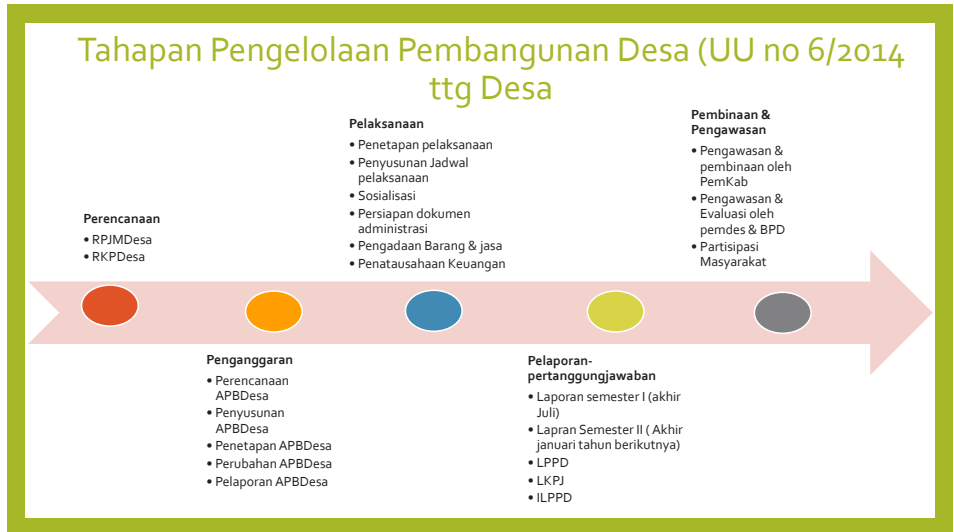 Tahapan Pengelolaan Pembangunan Desa (UU no 6/2014
ttg Desa
Perencanaan
• RPJMDesa
• RKPDesa
Penganggaran
• Perencanaan
APBDesa
• Penyusunan
APBDesa
• Penetapan APBDesa
• Perubahan APBDesa
• Pelaporan APBDesa
Pelaksanaan
• Penetapan pelaksanaan
• Penyusunan Jadwal
pelaksanaan
• Sosialisasi
• Persiapan dokumen
administrasi
• Pengadaan Barang & jasa
• Penatausahaan Keuangan
Pelaporan-
pertanggungjawaban
• Laporan semester I (akhir
Juli)
• Lapran Semester II ( Akhir
januari tahun berikutnya)
• LPPD
• LKPJ
• ILPPD
Pembinaan &
Pengawasan
• Pengawasan &
pembinaan oleh
PemKab
• Pengawasan &
Evaluasi oleh
pemdes & BPD
• Partisipasi
Masyarakat